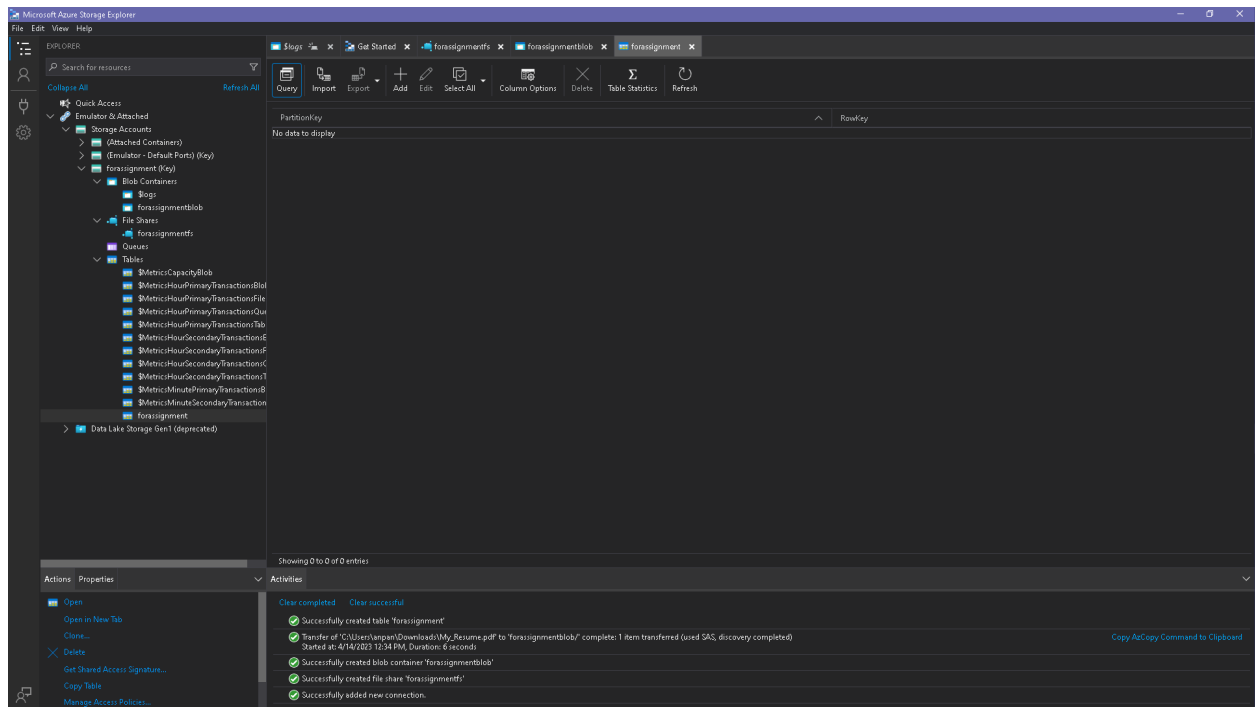 Microsoft Azure Storage Explorer
File Edit View Help
EXPLORER
Search for resources
Collapse All Refresh All
Quick Access
Emulator & Attached
Storage Accounts
(Attached Containers)
(Emulator - Default Ports) (Key)
forassignment (Key)
Blob Containers
$logs
forassignmentblob
File Shares
forassignmentfs
Queues
Tables
$MetricsCapacityBlob
$MetricsHourPrimaryTransactionsBlo
$MetricsHourPrimaryTransactionsFile
$MetricsHourPrimaryTransactionsQu
$MetricsHourPrimaryTransactionsTab
$MetricsHourSecondaryTransactions
$MetricsHourSecondaryTransactions
$MetricsHourSecondaryTransactions
$MetricsHourSecondaryTransactions
$MetricsMinutePrimaryTransactionsB
$MetricsMinuteSecondaryTransaction
forassignment
Data Lake Storage Gen1 (deprecated)
$logs Get Started forassignmentfs forassignmentblob forassignment
Query Import Export Add Edit Select All Column Options Delete Table Statistics Refresh
PartitionKey RowKey
No data to display
Showing 0 to 0 of 0 entries
Actions Properties
Open
Open in New Tab
Clone...
Delete
Get Shared Access Signature...
Copy Table
Manage Access Policies...
Activities
Clear completed Clear successful
Successfully created table 'forassignment'
Transfer of 'C:\Users\anpan\Downloads\My_Resume.pdf' to 'forassignmentblob/' complete: 1 item transferred (used SAS, discovery completed)
Started at: 4/14/2023 12:34 PM, Duration: 6 seconds
Copy AzCopy Command to Clipboard
Successfully created blob container 'forassignmentblob'
Successfully created file share 'forassignmentfs'
Successfully added new connection.